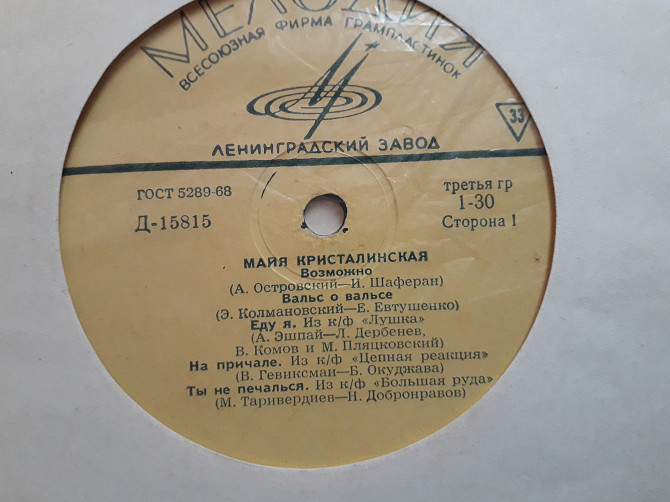 МЕЛОДИЯ
ВСЕСОЮЗНАЯ ФИРМА ГРАМПЛАСТИНОК
33
ЛЕНИНГРАДСКИЙ ЗАВОД
ГОСТ 5289-68
третья гр
Д-15815
1-30
Сторона 1
МАЙЯ КРИСТАЛИНСКАЯ
Возможно
(А. Островский—И. Шаферан)
Вальс о вальсе
(Э. Колмановский—Е. Евтушенко)
Еду я. Из к/ф «Лушка»
(А. Эшпай—Л. Дербенев,
В. Комов и М. Пляцковский)
На причале. Из к/ф «Цепная реакция»
(В. Гевиксман—Б. Окуджава)
Ты не печалься. Из к/ф «Большая руда»
(М. Таривердиев—Н. Добронравов)